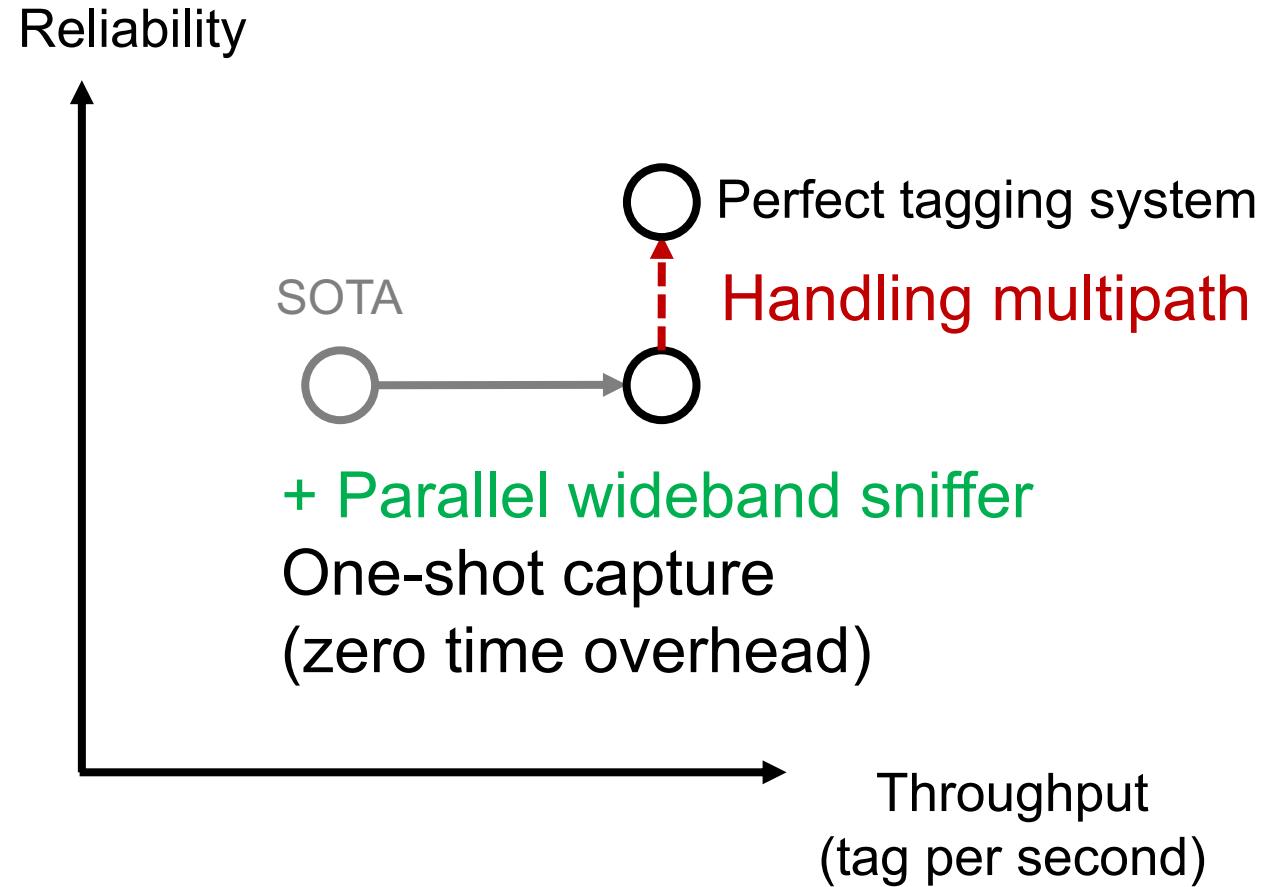 Reliability
Perfect tagging system
SOTA
Handling multipath
+ Parallel wideband sniffer
One-shot capture
(zero time overhead)
Throughput
(tag per second)